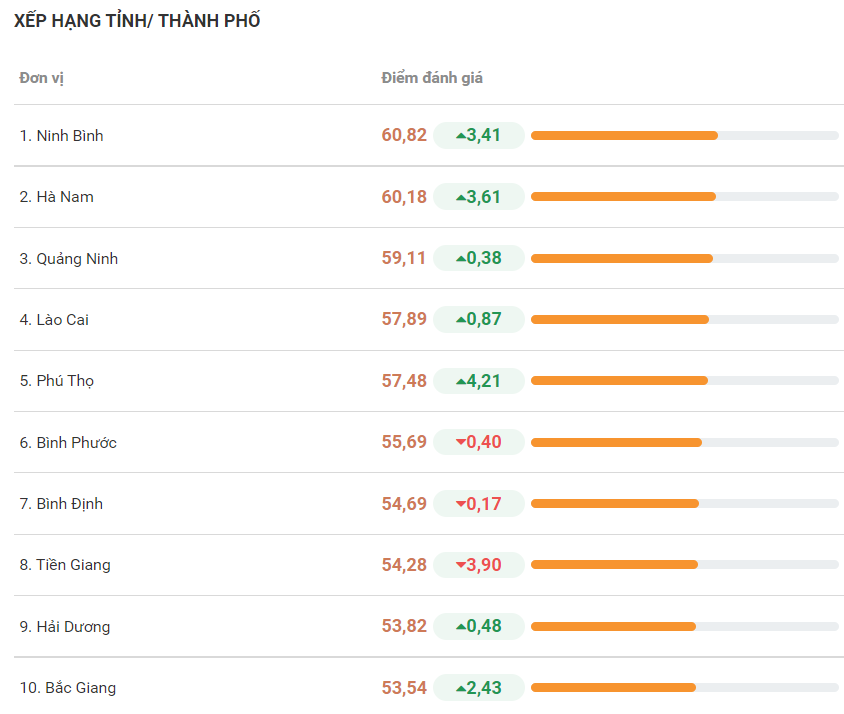 XẾP HẠNG TỈNH/ THÀNH PHỐ
Đơn vị Điểm đánh giá
1. Ninh Bình 60,82 3,41
2. Hà Nam 60,18 3,61
3. Quảng Ninh 59,11 0,38
4. Lào Cai 57,89 0,87
5. Phú Thọ 57,48 4,21
6. Bình Phước 55,69 0,40
7. Bình Định 54,69 0,17
8. Tiền Giang 54,28 3,90
9. Hải Dương 53,82 0,48
10. Bắc Giang 53,54 2,43